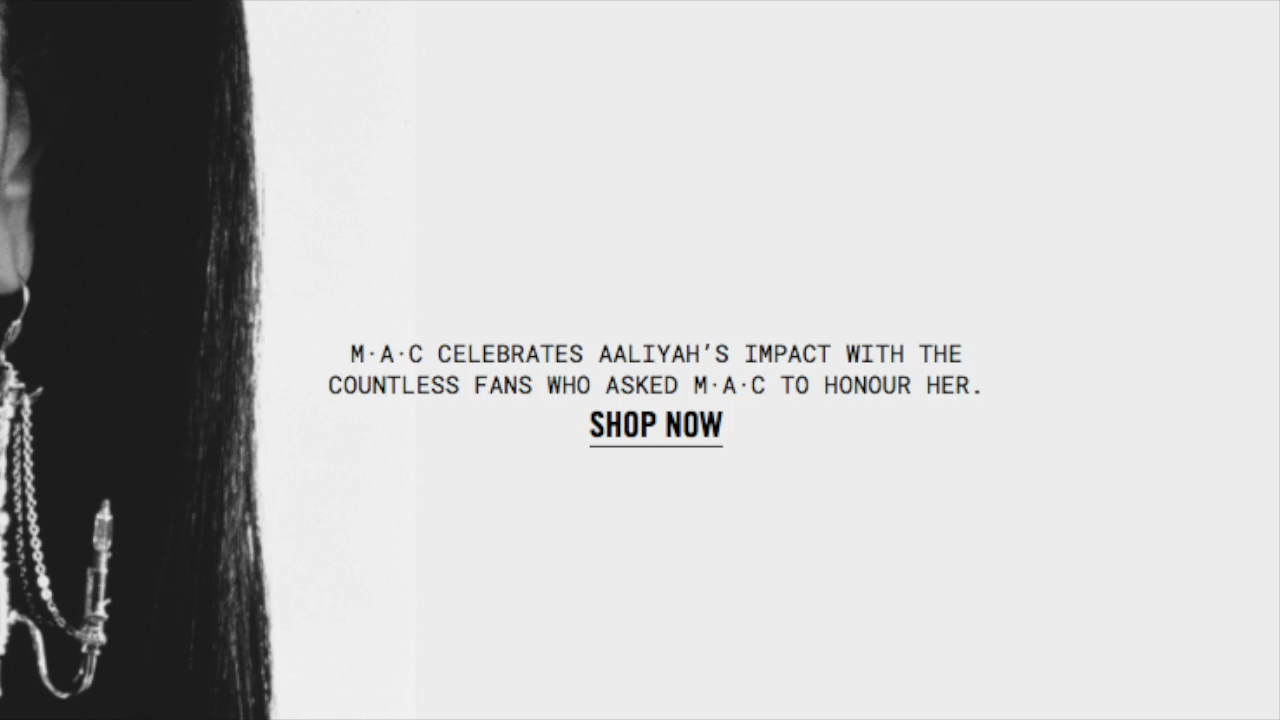 M·A·C CELEBRATES AALIYAH’S IMPACT WITH THE
COUNTLESS FANS WHO ASKED M·A·C TO HONOUR HER.
SHOP NOW